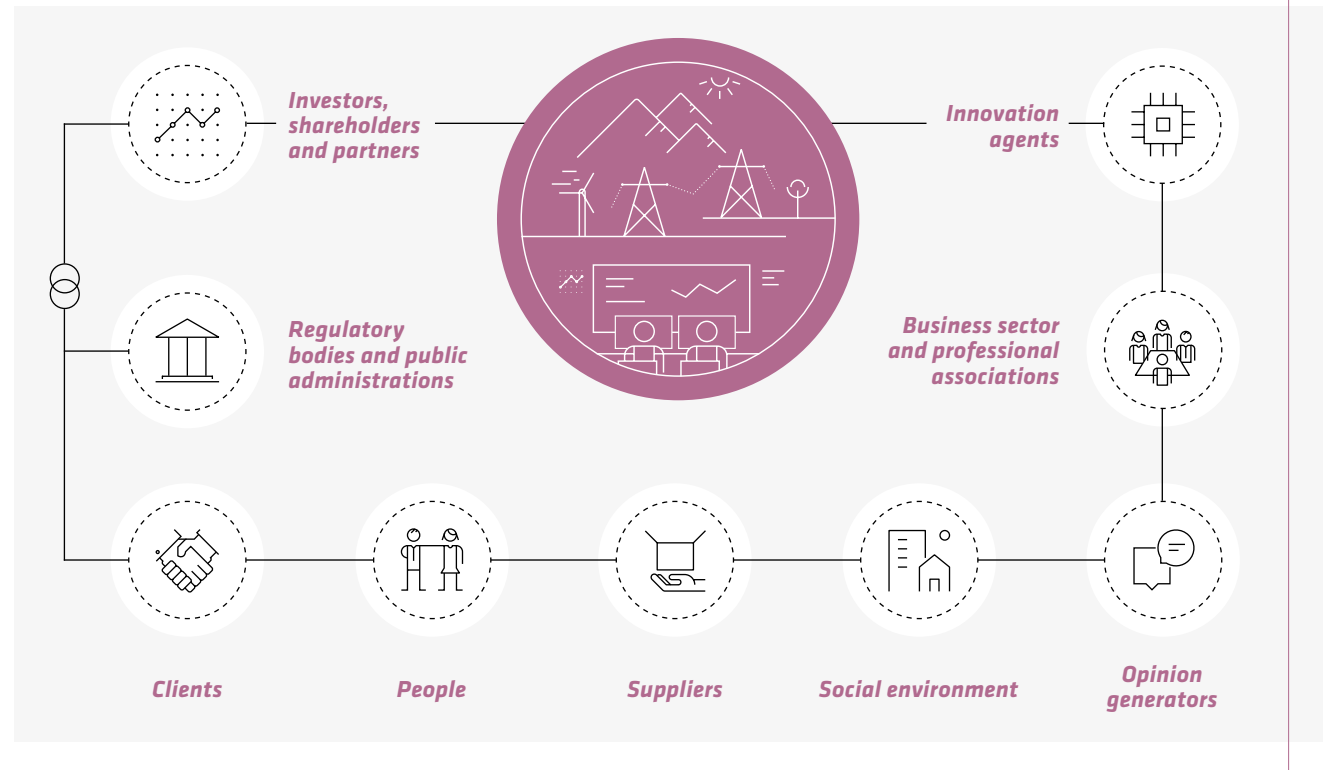 Investors,
shareholders
and partners
Innovation
agents
Regulatory
bodies and public
administrations
Business sector
and professional
associations
Clients
People
Suppliers
Social environment
Opinion
generators